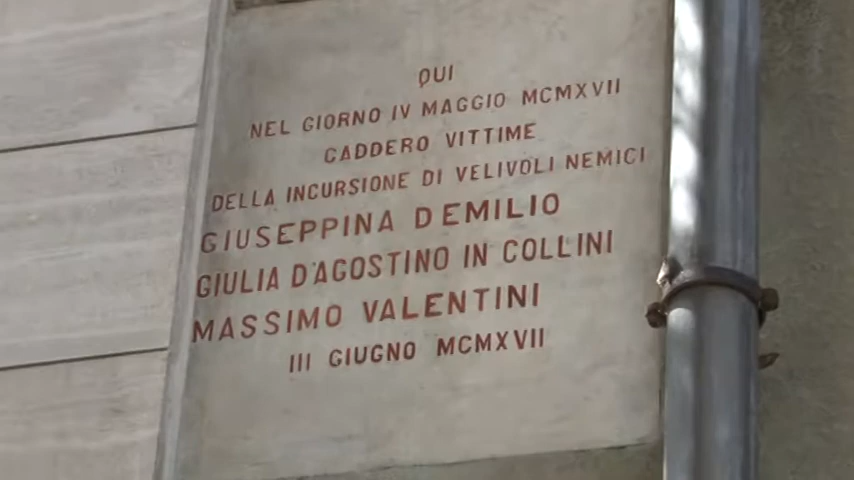 QUI
NEL GIORNO IV MAGGIO MCMXVII
CADDERO VITTIME
DELLA INCURSIONE DI VELIVOLI NEMICI
GIUSEPPINA DEMILIO
GIULIA D'AGOSTINO IN COLLINI
MASSIMO VALENTINI
III GIUGNO MCMXVII